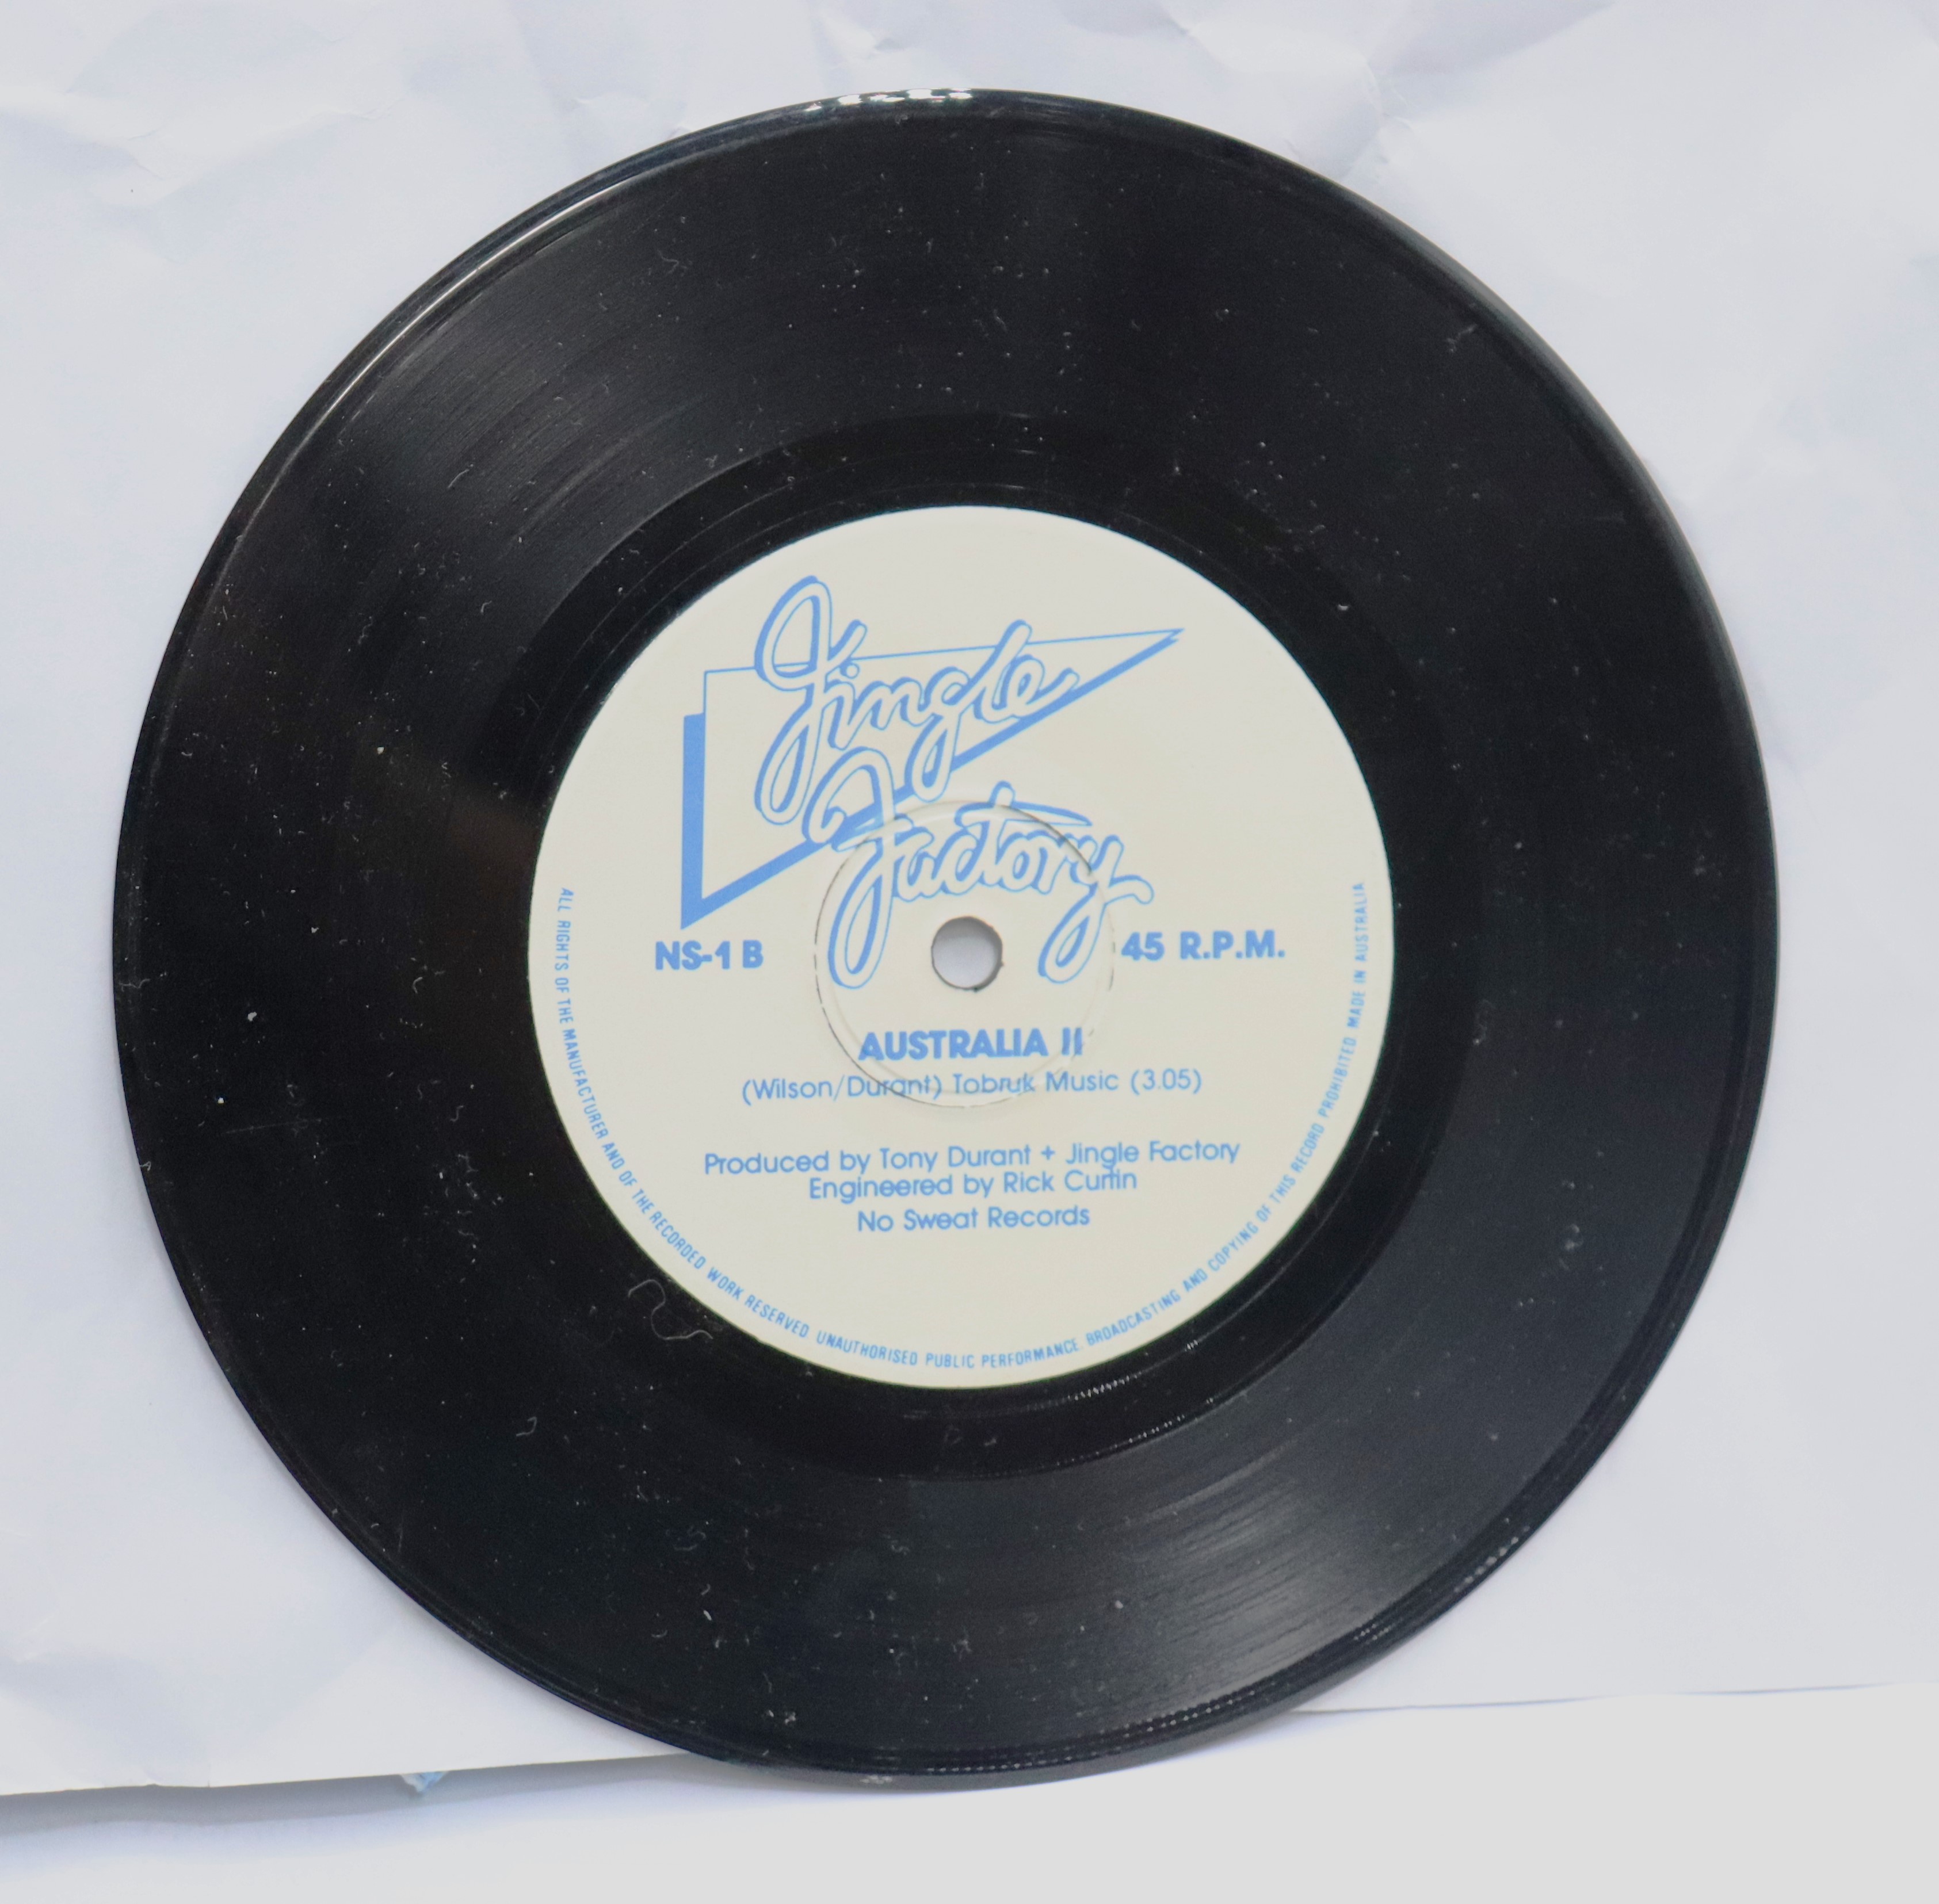 Jingle
Factory
NS-1 B
45 R.P.M.
AUSTRALIA II
(Wilson/Durant) Tobruk Music (3.05)
Produced by Tony Durant + Jingle Factory
Engineered by Rick Curtin
No Sweat Records
ALL RIGHTS OF THE MANUFACTURER AND OF THE RECORDED WORK RESERVED UNAUTHORISED PUBLIC PERFORMANCE BROADCASTING AND COPYING OF THIS RECORD PROHIBITED MADE IN AUSTRALIA